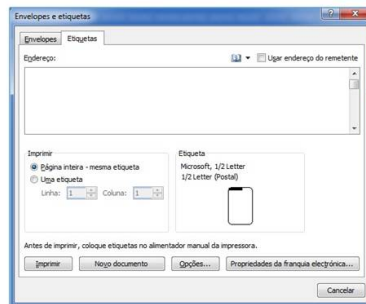 Envelopes e etiquetas
Envelopes Etiquetas
Endereço: Usar endereço do remetente
Imprimir
Página inteira - mesma etiqueta
Uma etiqueta
Linha: 1 Coluna: 1
Etiqueta
Microsoft, 1/2 Letter
1/2 Letter (Postal)
Antes de imprimir, coloque etiquetas no alimentador manual da impressora.
Imprimir Novo documento Opções... Propriedades da franquia electrónica...
Cancelar